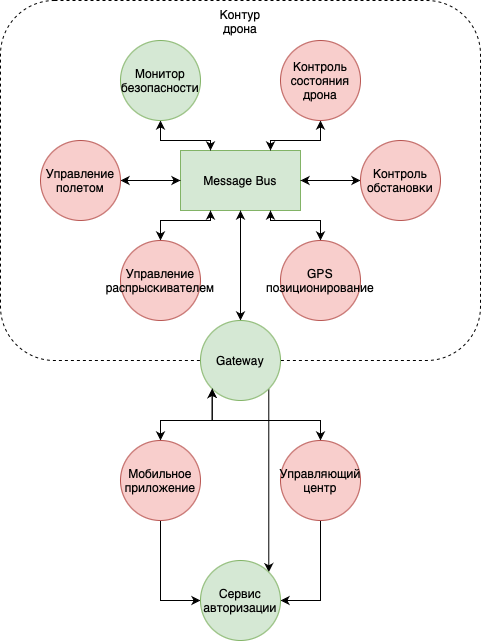 Контур
дрона
Монитор
безопасности
Контроль
состояния
дрона
Управление
полетом
Message Bus
Контроль
обстановки
Управление
распрыскивателем
GPS
позиционирование
Gateway
Мобильное
приложение
Управляющий
центр
Сервис
авторизации